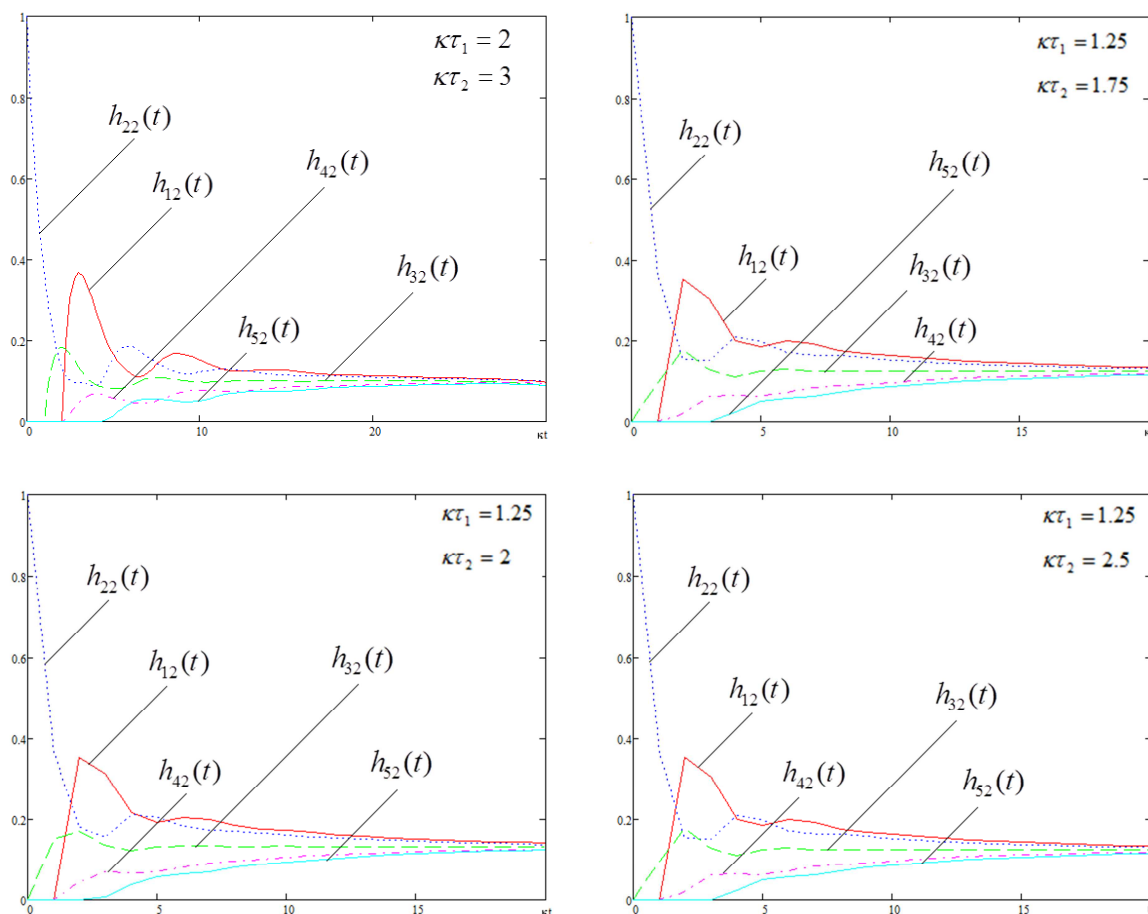 1
0.8
0.6
0.4
0.2
0
0
10
20
κt
κτ₁ = 2
κτ₂ = 3
h₂₂(t)
h₁₂(t)
h₄₂(t)
h₃₂(t)
h₅₂(t)
1
0.8
0.6
0.4
0.2
0
0
5
10
15
κ
κτ₁ = 1.25
κτ₂ = 1.75
h₂₂(t)
h₅₂(t)
h₁₂(t)
h₃₂(t)
h₄₂(t)
1
0.8
0.6
0.4
0.2
0
0
5
10
15
κt
κτ₁ = 1.25
κτ₂ = 2
h₂₂(t)
h₁₂(t)
h₃₂(t)
h₄₂(t)
h₅₂(t)
1
0.8
0.6
0.4
0.2
0
0
5
10
15
κ
κτ₁ = 1.25
κτ₂ = 2.5
h₂₂(t)
h₁₂(t)
h₃₂(t)
h₄₂(t)
h₅₂(t)